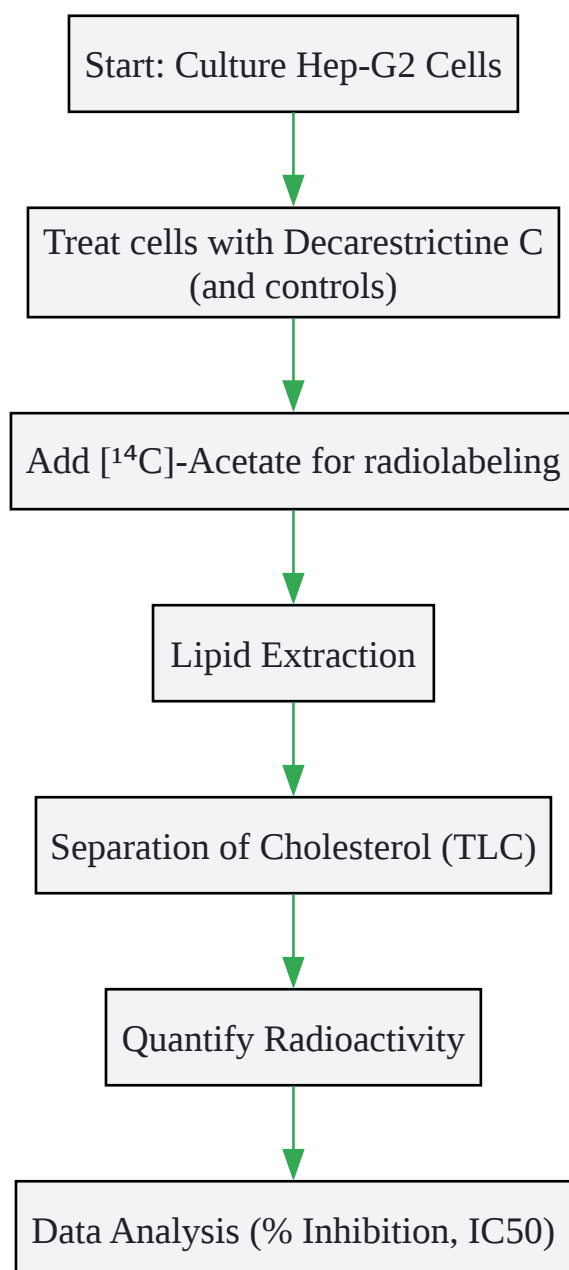 Start: Culture Hep-G2 Cells
Treat cells with Decarestrictine C
(and controls)
Add [¹⁴C]-Acetate for radiolabeling
Lipid Extraction
Separation of Cholesterol (TLC)
Quantify Radioactivity
Data Analysis (% Inhibition, IC50)